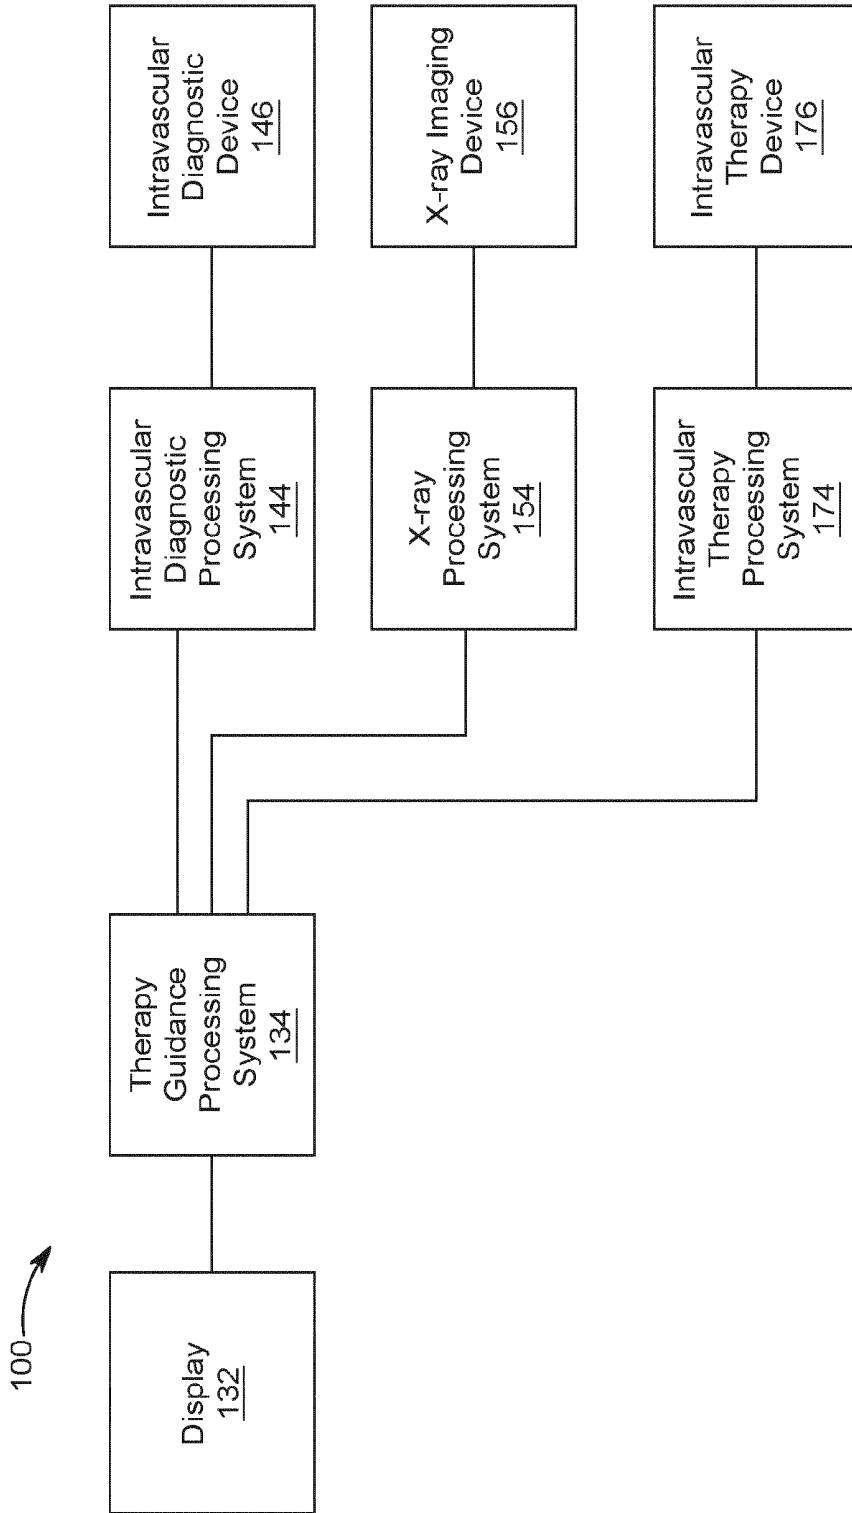 100
Display
132
Therapy
Guidance
Processing
System
134
Intravascular
Diagnostic
Processing
System
144
Intravascular
Diagnostic
Device
146
X-ray
Processing
System
154
X-ray Imaging
Device
156
Intravascular
Therapy
Processing
System
174
Intravascular
Therapy
Device
176